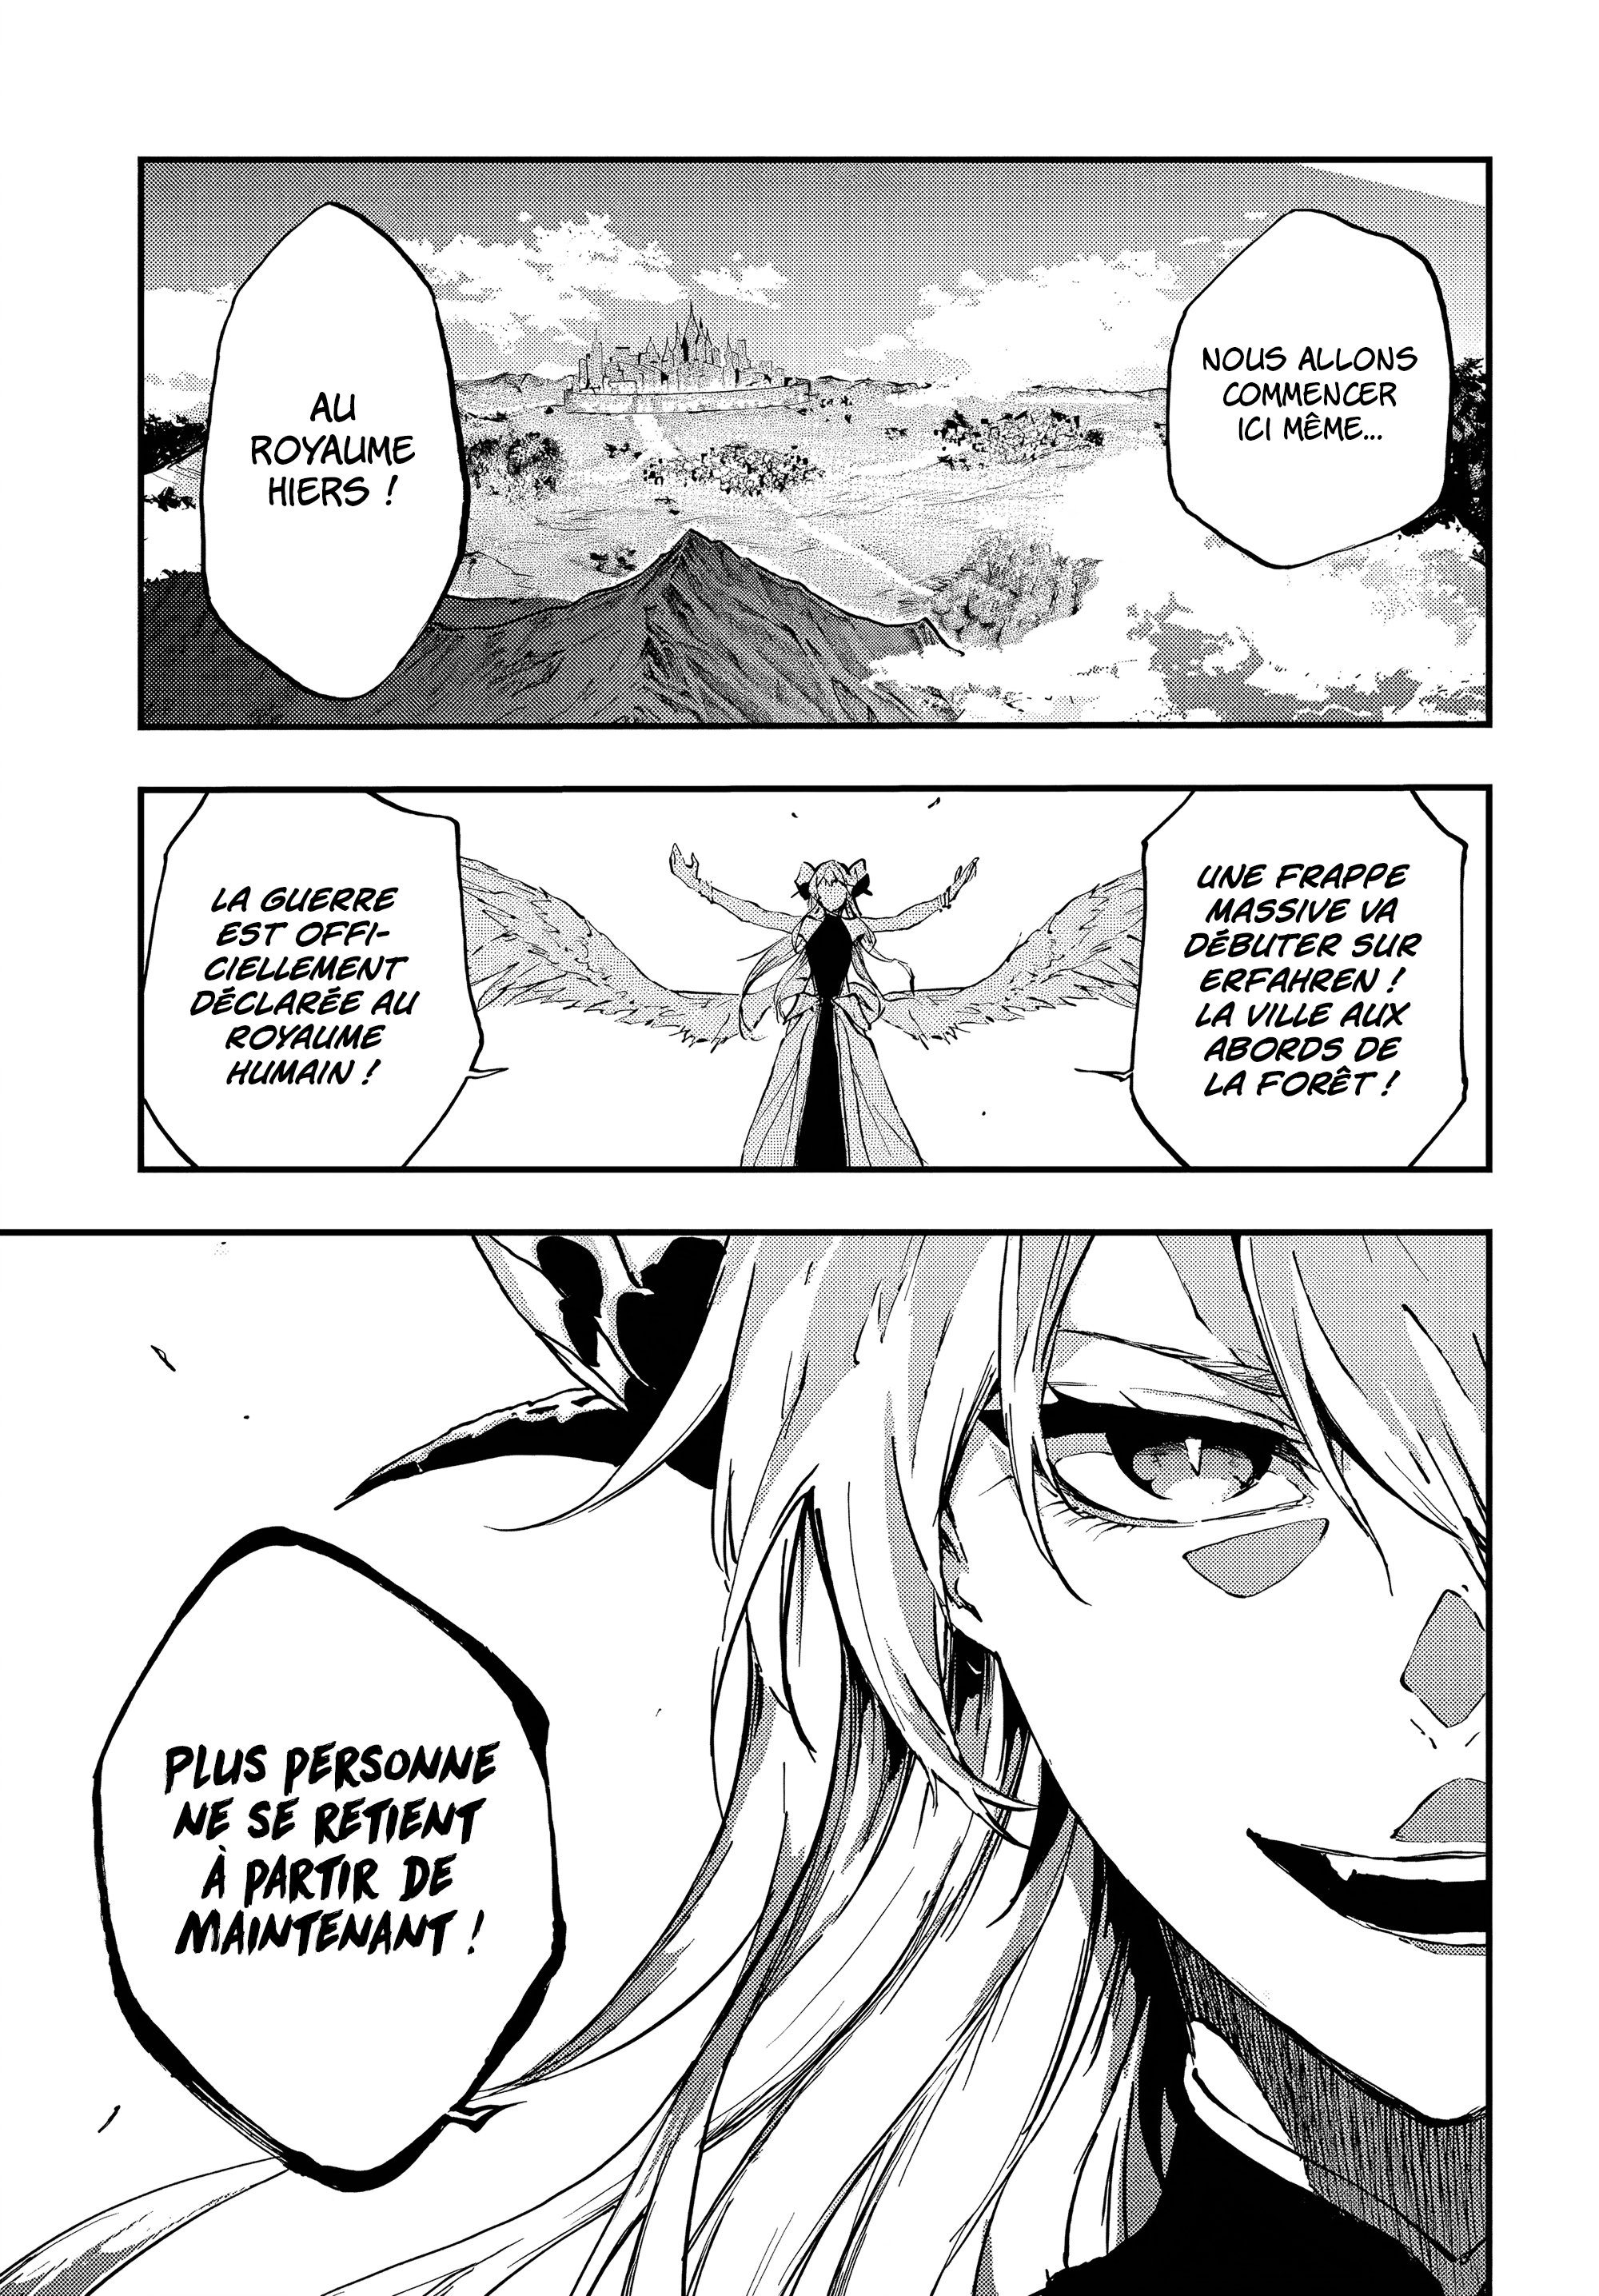 NOUS ALLONS
COMMENCER
ICI MÊME...
AU
ROYAUME
HIERS !
UNE FRAPPE
MASSIVE VA
DÉBUTER SUR
ERFAHREN !
LA VILLE AUX
ABORDS DE
LA FORÊT !
LA GUERRE
EST OFFI-
CIELLEMENT
DÉCLARÉE AU
ROYAUME
HUMAIN !
PLUS PERSONNE
NE SE RETIENT
À PARTIR DE
MAINTENANT !